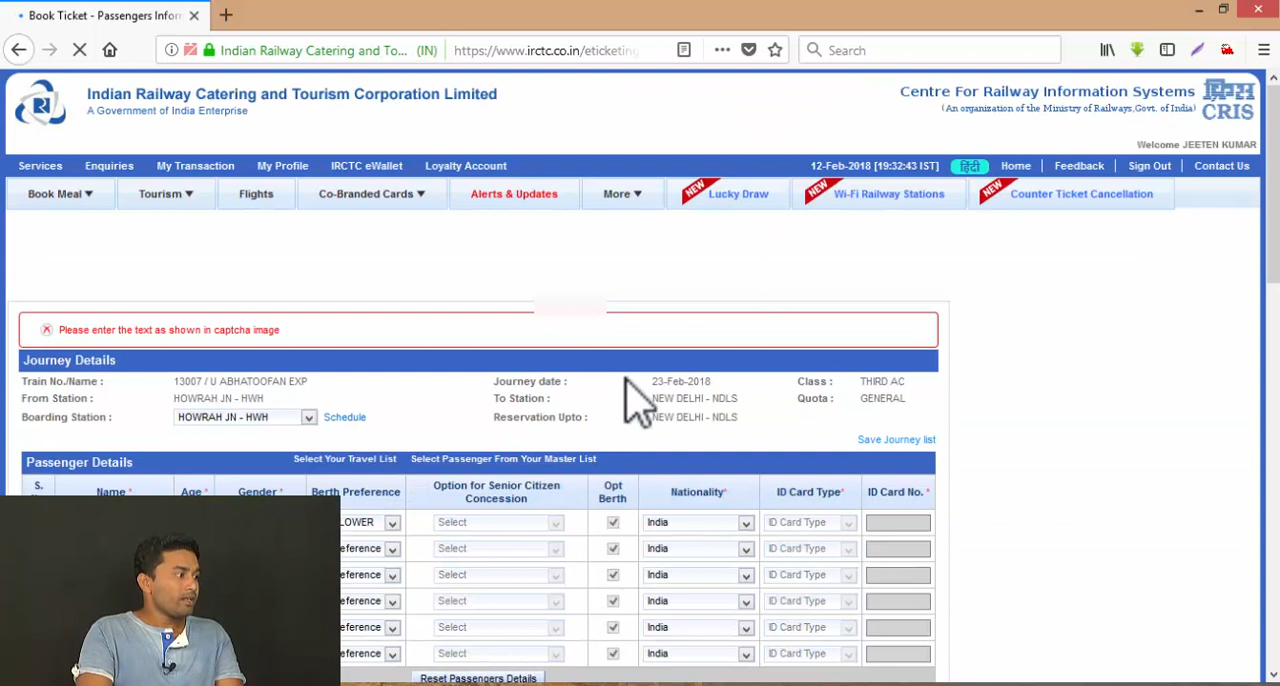 Book Ticket - Passengers Inforn
Indian Railway Catering and To... (IN) https://www.irctc.co.in/eticketing Search
Indian Railway Catering and Tourism Corporation Limited
A Government of India Enterprise
Centre For Railway Information Systems
(An organization of the Ministry of Railways,Govt. of India)
क्रिस
CRIS
Welcome JEETEN KUMAR
Services Enquiries My Transaction My Profile IRCTC eWallet Loyalty Account 12-Feb-2018 [19:32:43 IST] हिंदी Home Feedback Sign Out Contact Us
Book Meal Tourism Flights Co-Branded Cards Alerts & Updates More NEW Lucky Draw NEW Wi-Fi Railway Stations NEW Counter Ticket Cancellation
Please enter the text as shown in captcha image
Journey Details
Train No./Name : 13007 / U ABHATOOFAN EXP Journey date : 23-Feb-2018 Class : THIRD AC
From Station : HOWRAH JN - HWH To Station : NEW DELHI - NDLS Quota : GENERAL
Boarding Station : HOWRAH JN - HWH Schedule Reservation Upto : NEW DELHI - NDLS
Save Journey list
Passenger Details Select Your Travel List Select Passenger From Your Master List
S. Name * Age * Gender * Berth Preference Option for Senior Citizen Concession Opt Berth Nationality* ID Card Type* ID Card No. *
LOWER Select India ID Card Type
eference Select India ID Card Type
eference Select India ID Card Type
eference Select India ID Card Type
eference Select India ID Card Type
eference Select India ID Card Type
Reset Passengers Details